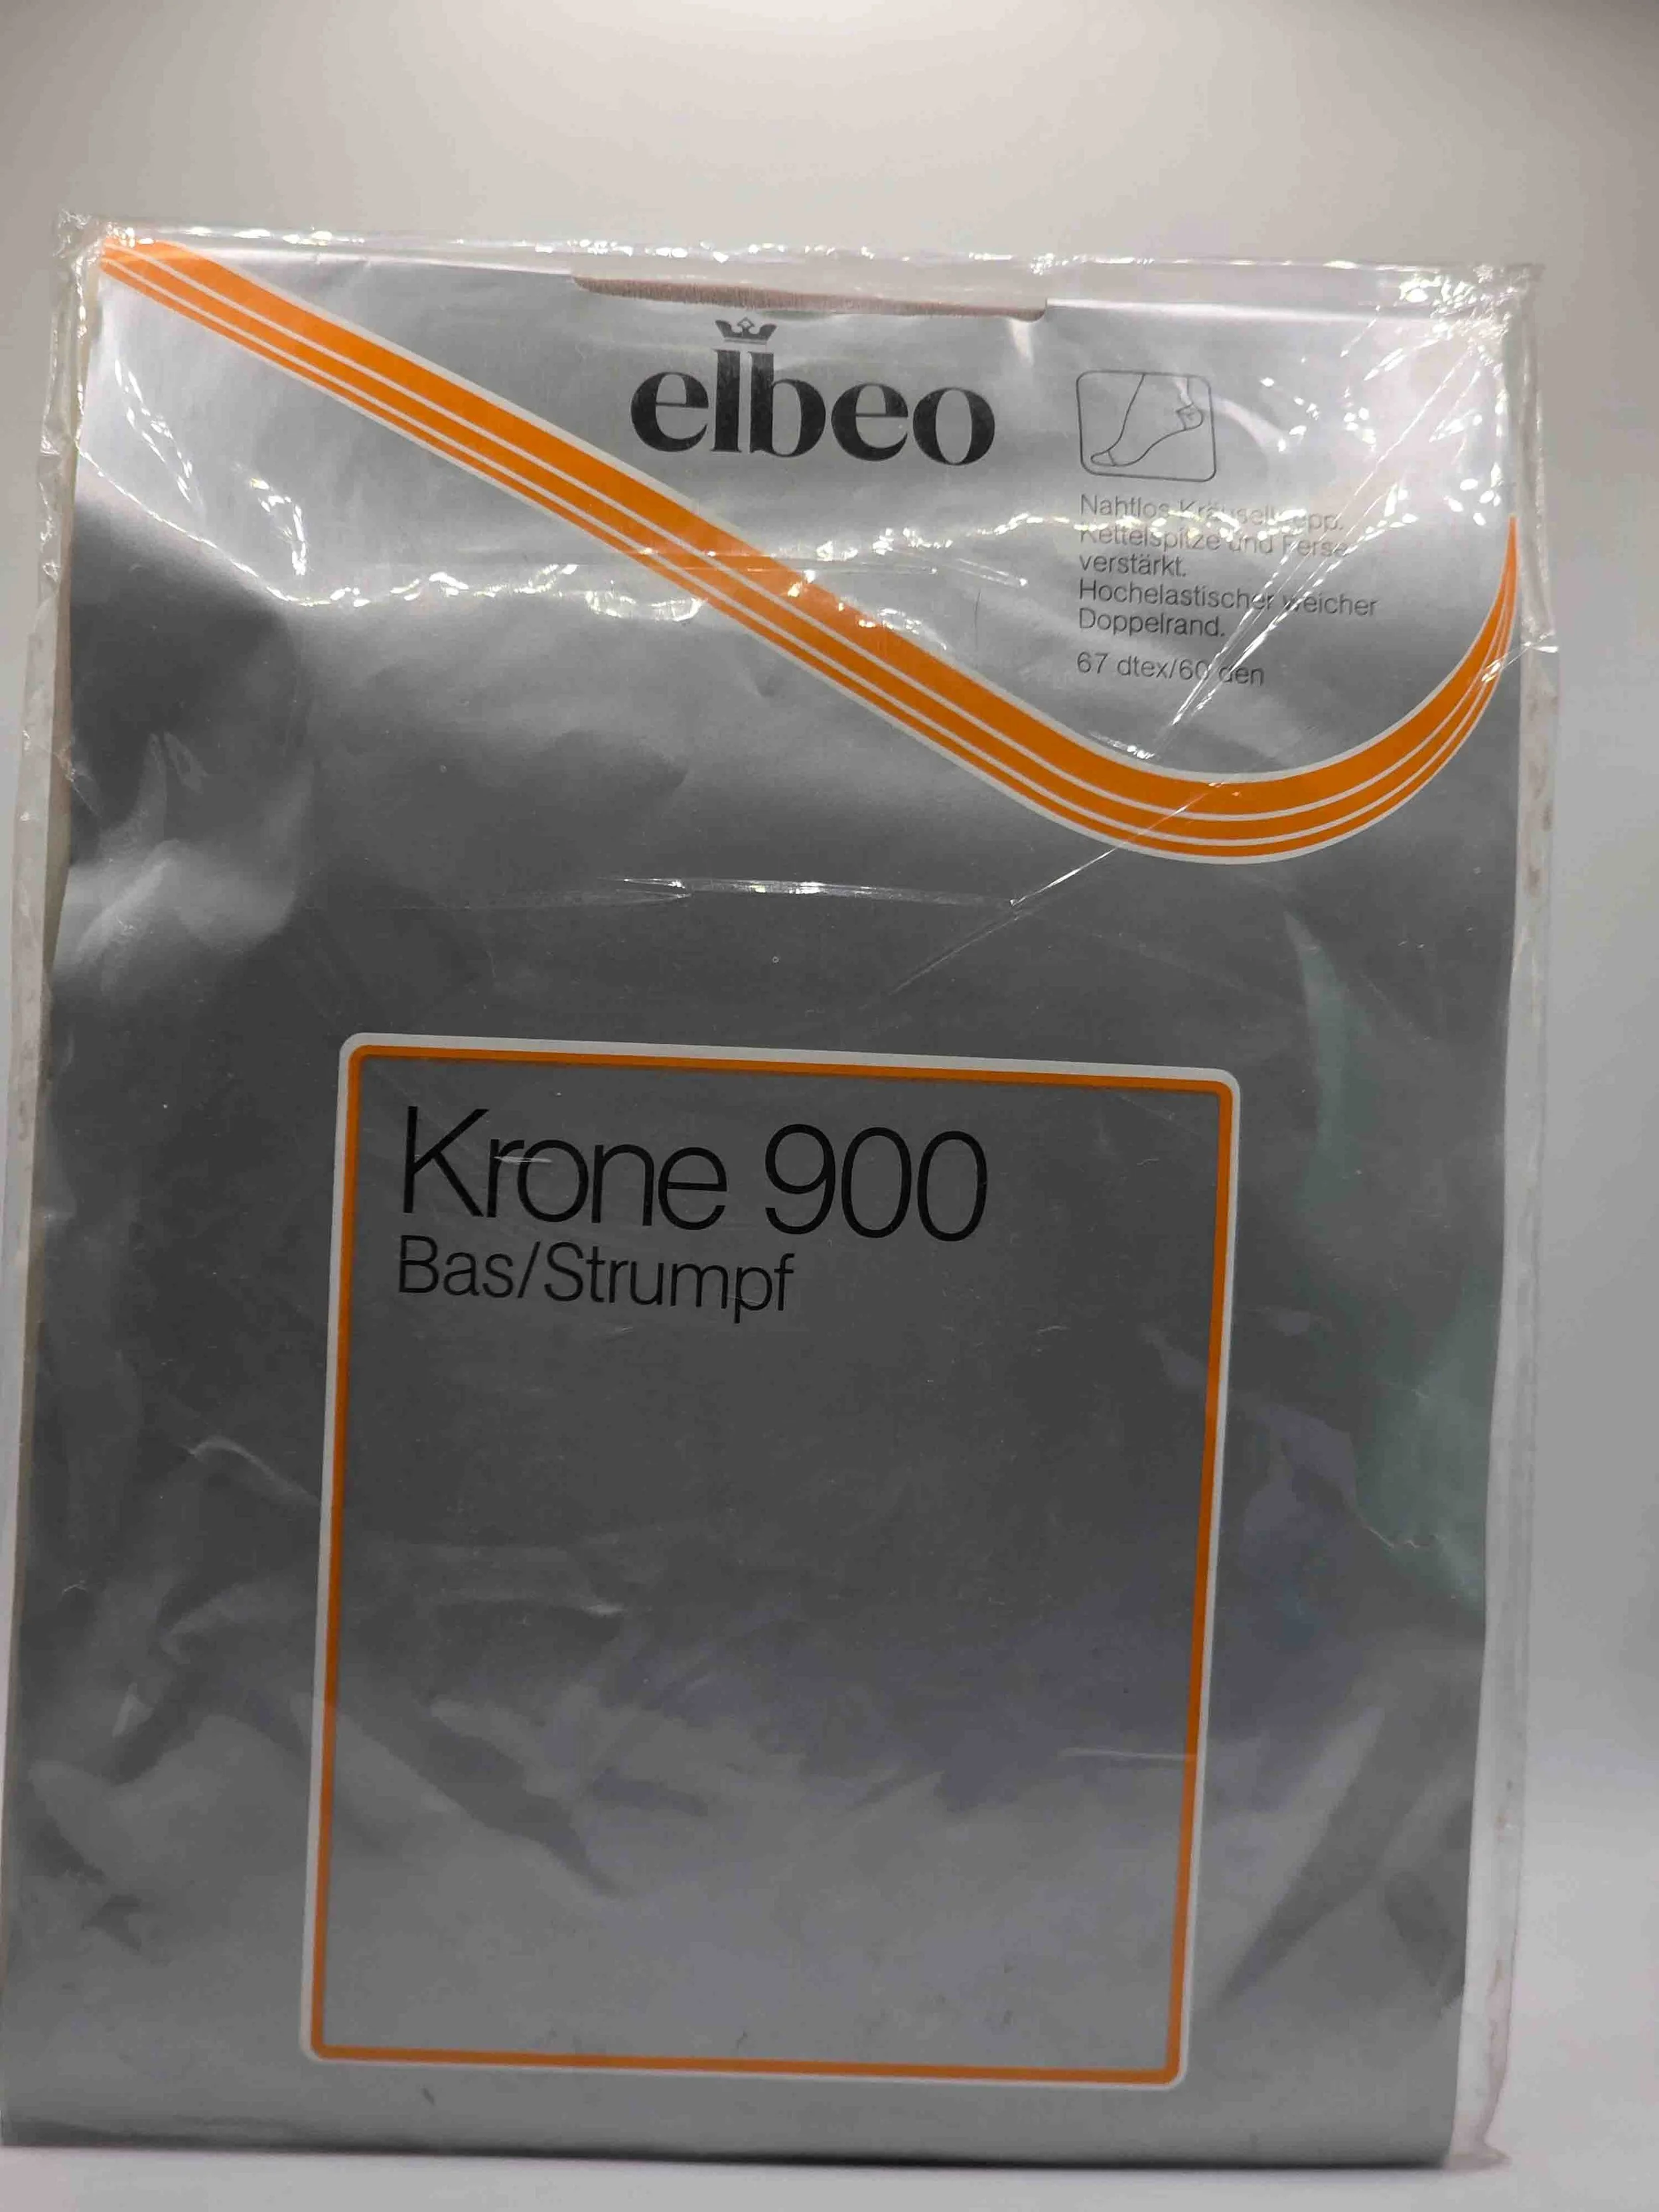 elbeo
Nahtlos Kräuselkrepp.
Kettelspitze und Ferse
verstärkt.
Hochelastischer weicher
Doppelrand.
67 dtex/60 den
Krone 900
Bas/Strumpf